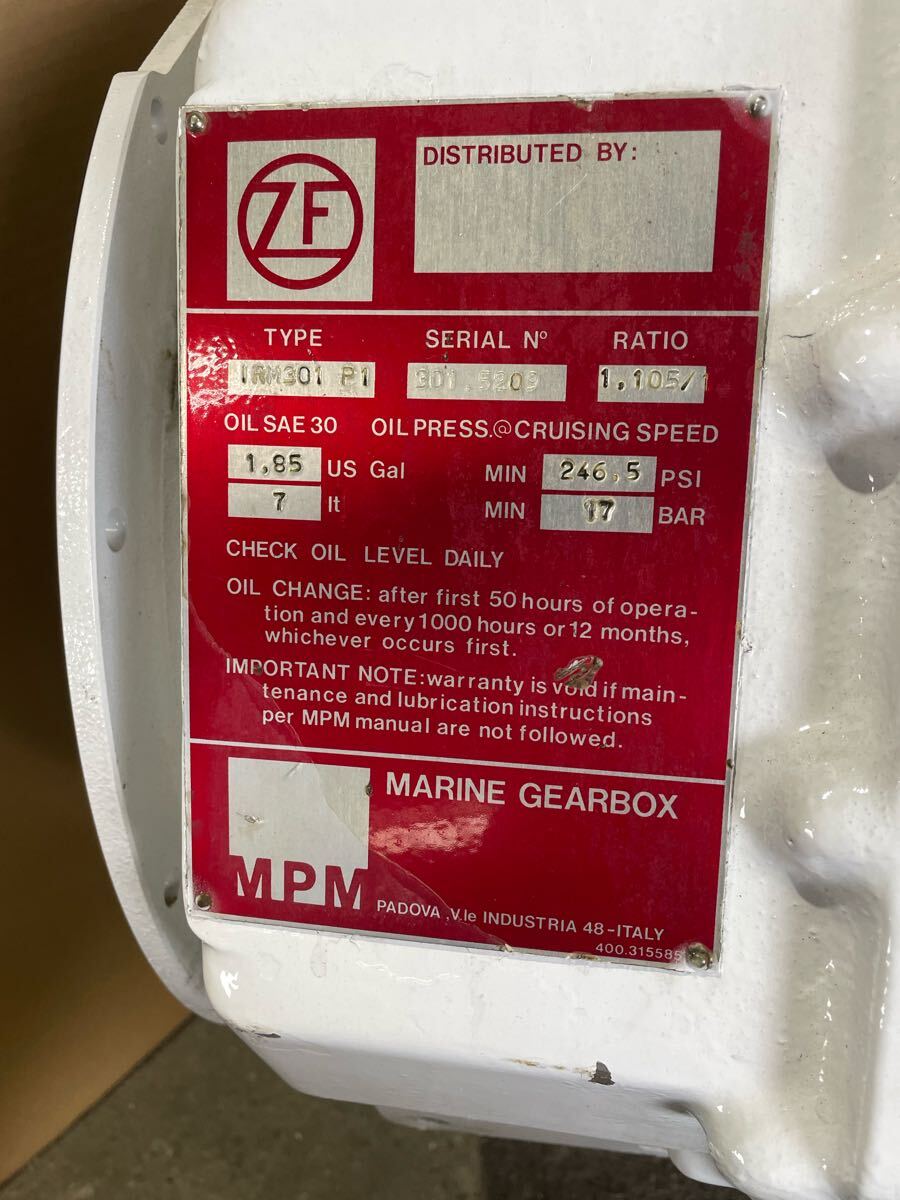 ZF
DISTRIBUTED BY:
TYPE SERIAL Nº RATIO
IRM301 P1 301.5209 1,105/1
OIL SAE 30 OIL PRESS.@CRUISING SPEED
1,85 US Gal MIN 246,5 PSI
7 lt MIN 17 BAR
CHECK OIL LEVEL DAILY
OIL CHANGE: after first 50 hours of opera-
tion and every 1000 hours or 12 months,
whichever occurs first.
IMPORTANT NOTE: warranty is void if main-
tenance and lubrication instructions
per MPM manual are not followed.
MARINE GEARBOX
MPM
PADOVA ,V.le INDUSTRIA 48-ITALY
400.315585